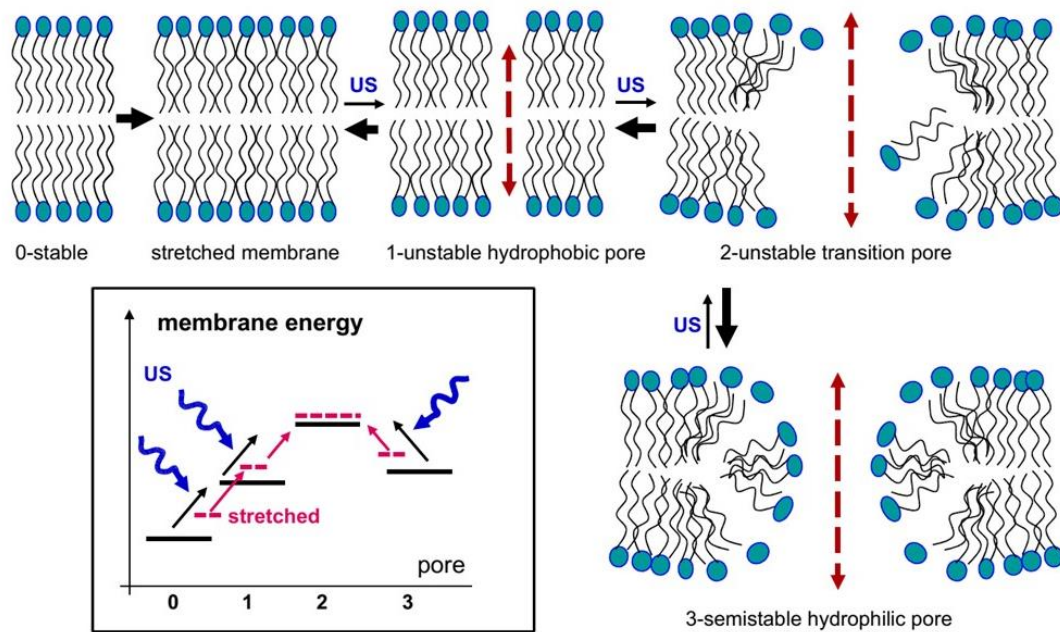 US
US
0-stable
stretched membrane
1-unstable hydrophobic pore
2-unstable transition pore
US
membrane energy
US
stretched
pore
0
1
2
3
3-semistable hydrophilic pore